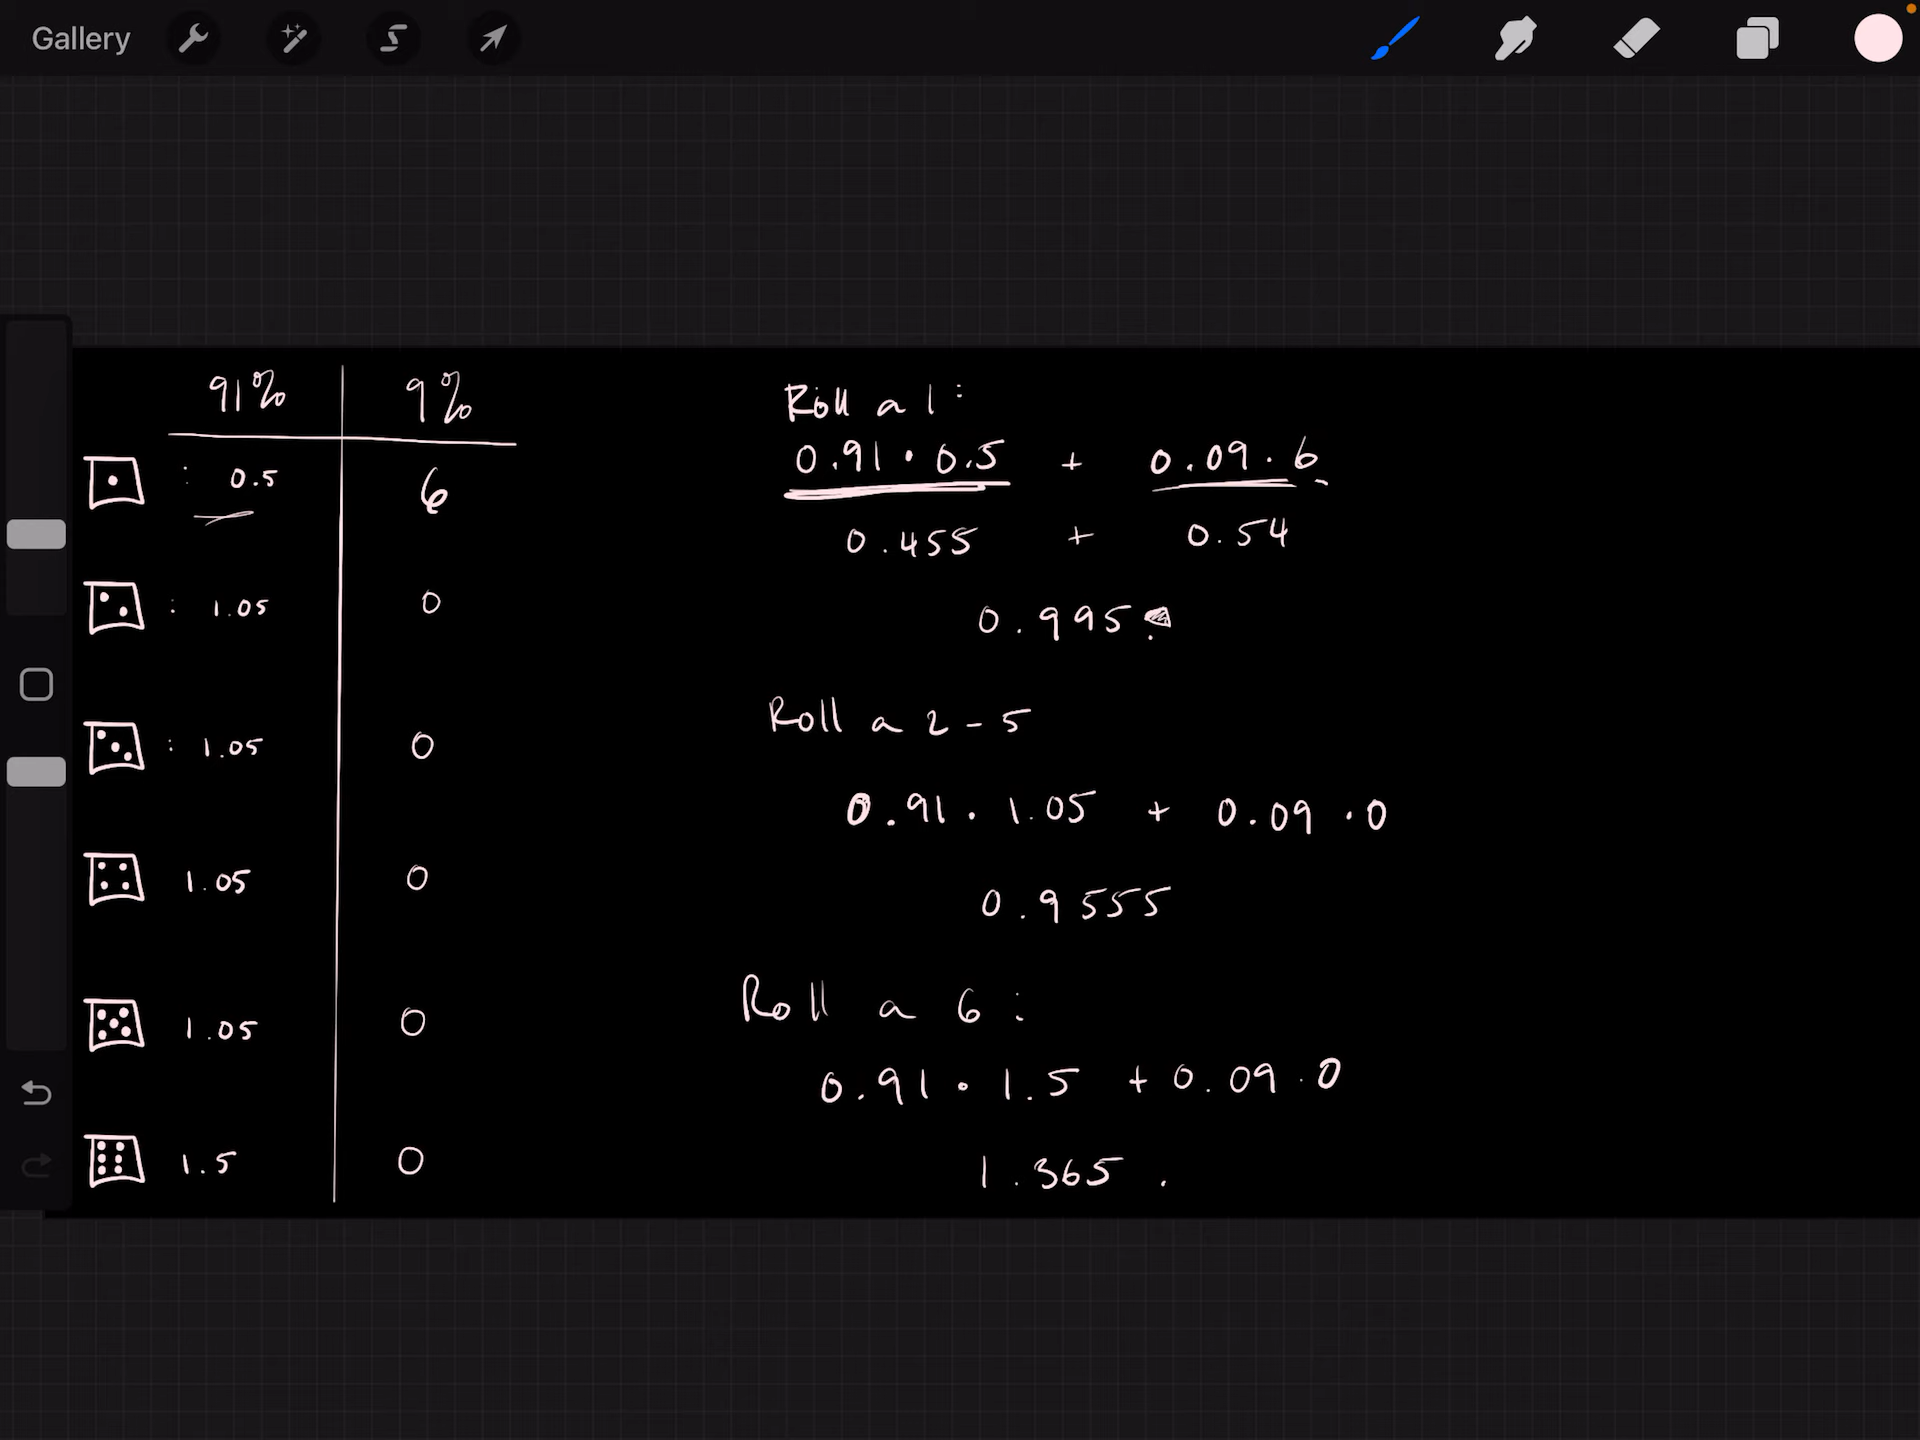 Gallery
91% 9%
: 0.5 6
: 1.05 0
: 1.05 0
1.05 0
1.05 0
1.5 0
Roll a 1:
0.91 · 0.5 + 0.09 · 6
0.455 + 0.54
0.995
Roll a 2 - 5
0.91 · 1.05 + 0.09 · 0
0.9555
Roll a 6 :
0.91 · 1.5 + 0.09 · 0
1.365 .